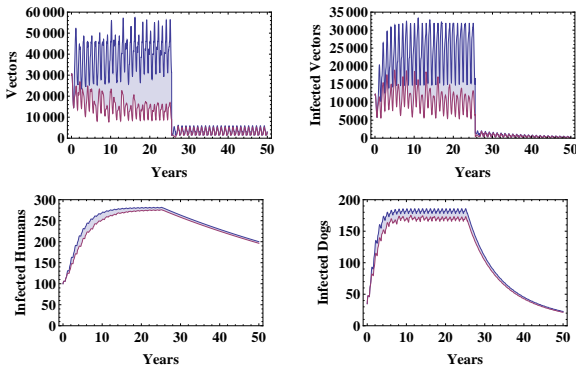 60 000
50 000
40 000
30 000
20 000
10 000
0
Vectors
0 10 20 30 40 50
Years
35 000
30 000
25 000
20 000
15 000
10 000
5000
0
Infected Vectors
0 10 20 30 40 50
Years
300
250
200
150
100
50
0
Infected Humans
0 10 20 30 40 50
Years
200
150
100
50
0
Infected Dogs
0 10 20 30 40 50
Years